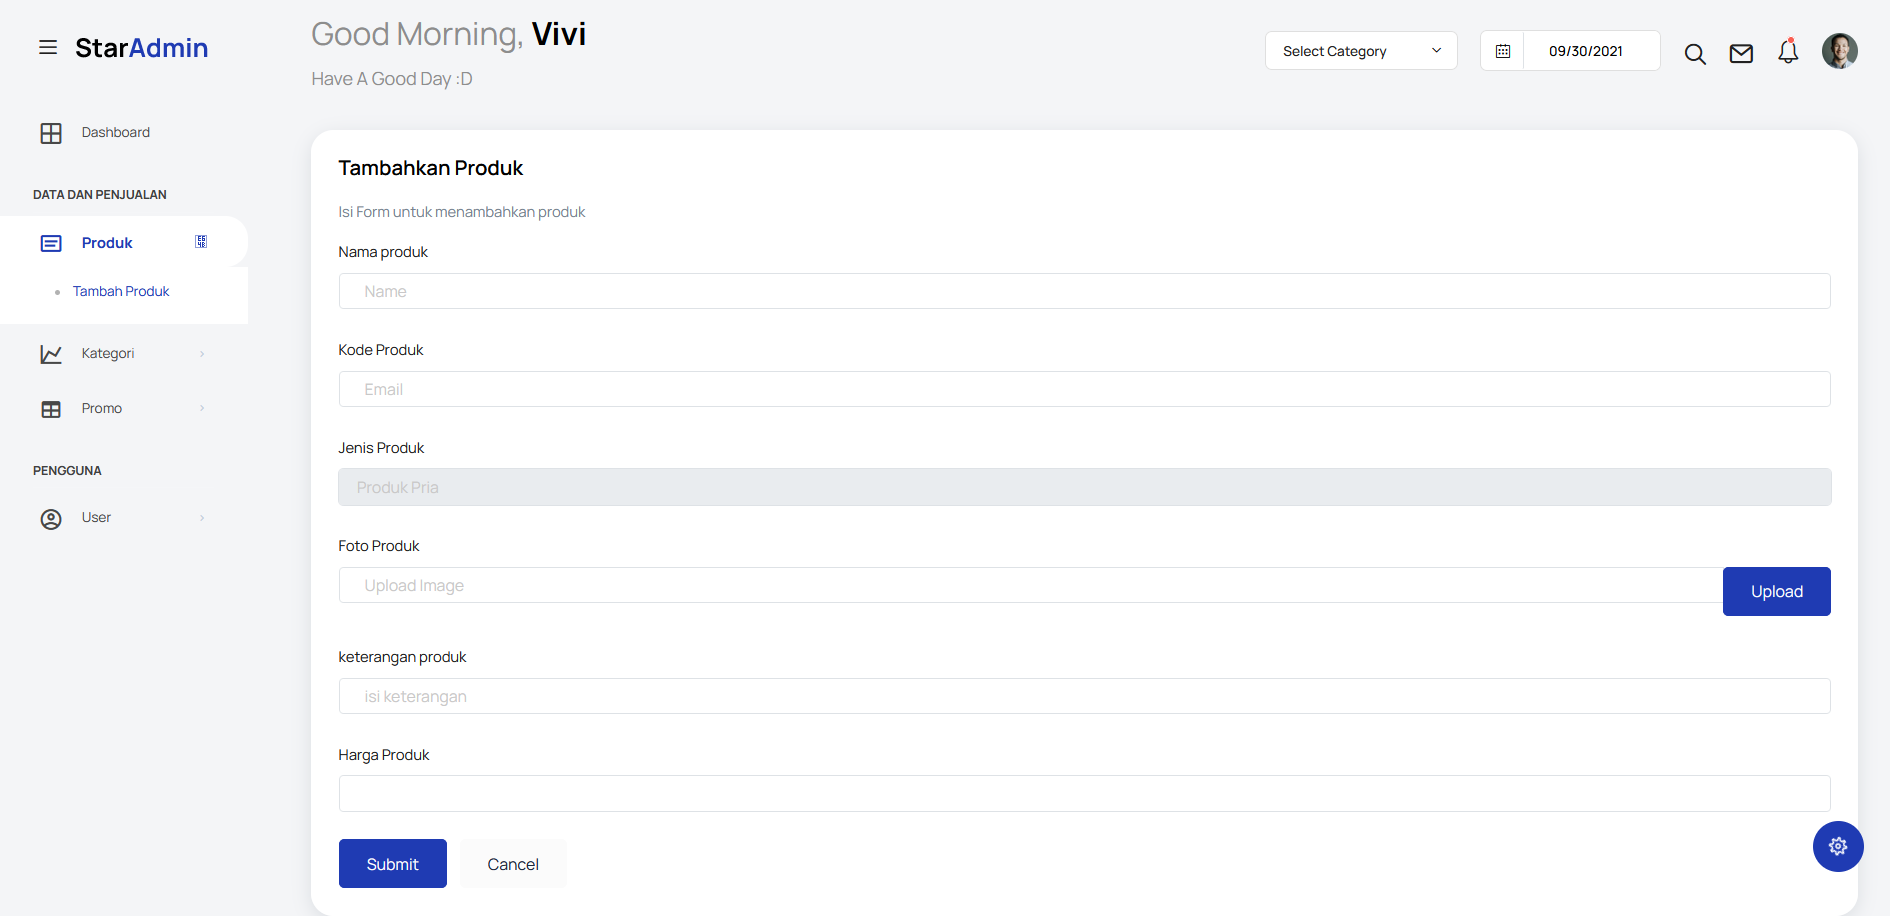 StarAdmin
Good Morning, Vivi
Have A Good Day :D
Select Category
09/30/2021
Dashboard
DATA DAN PENJUALAN
Produk
Tambah Produk
Kategori
Promo
PENGGUNA
User
Tambahkan Produk
Isi Form untuk menambahkan produk
Nama produk
Name
Kode Produk
Email
Jenis Produk
Produk Pria
Foto Produk
Upload Image
Upload
keterangan produk
isi keterangan
Harga Produk
Submit
Cancel